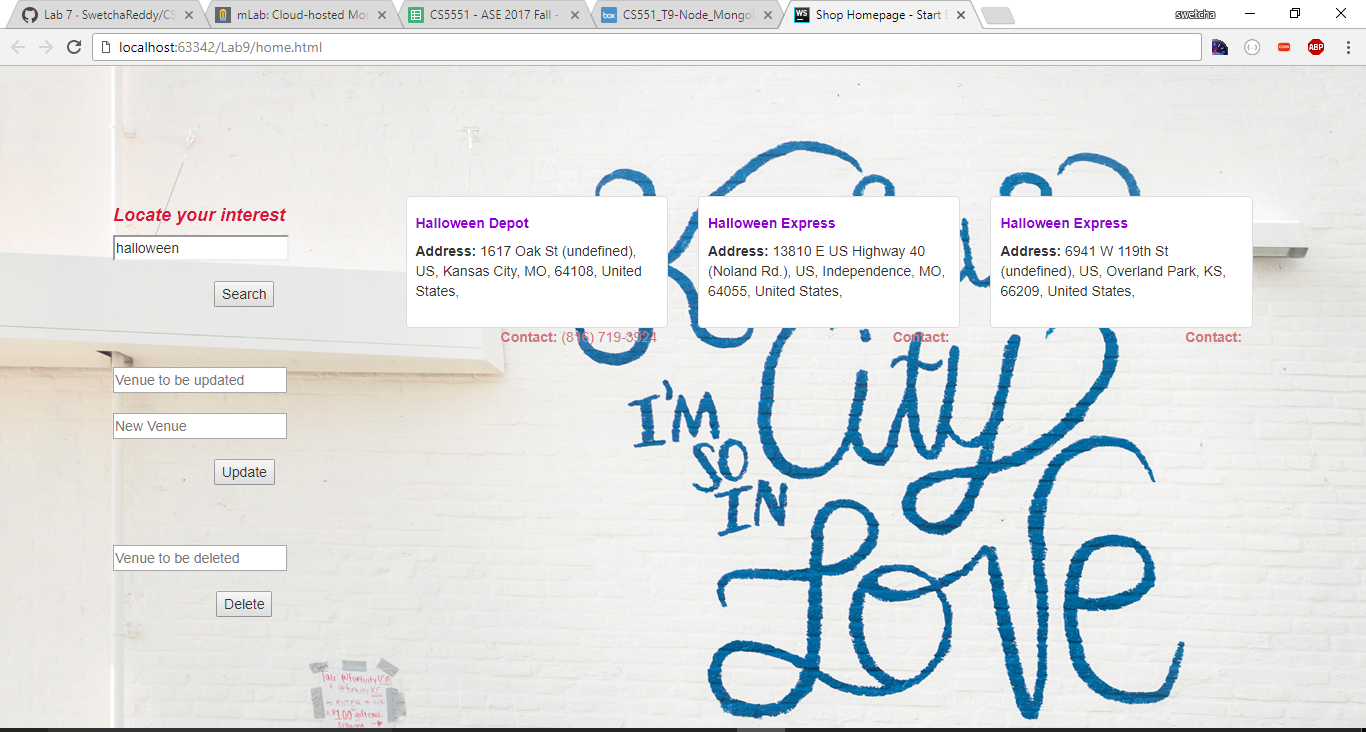 Lab 7 · SwetchaReddy/CS
mLab: Cloud-hosted Mo
CS5551 - ASE 2017 Fall -
CS551_T9-Node_Mongo
Shop Homepage - Start
swetcha
localhost:63342/Lab9/home.html
ABP
Locate your interest
halloween
Search
Venue to be updated
New Venue
Update
Venue to be deleted
Delete
Halloween Depot
Address: 1617 Oak St (undefined),
US, Kansas City, MO, 64108, United
States,
Contact: (816) 719-3924
Halloween Express
Address: 13810 E US Highway 40
(Noland Rd.), US, Independence, MO,
64055, United States,
Contact:
Halloween Express
Address: 6941 W 119th St
(undefined), US, Overland Park, KS,
66209, United States,
Contact:
City
I'M
SO
IN
Love